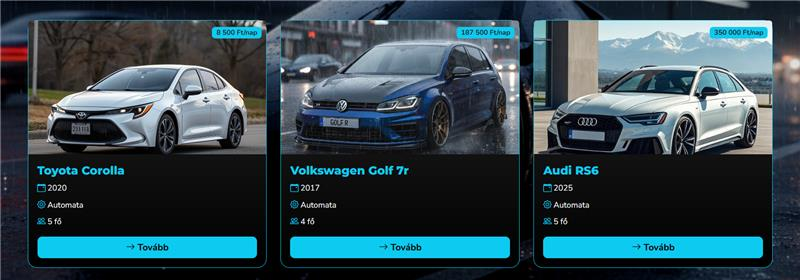 8 500 Ft/nap
Toyota Corolla
2020
Automata
5 fő
Tovább
187 500 Ft/nap
GOLF R
Volkswagen Golf 7r
2017
Automata
4 fő
Tovább
350 000 Ft/nap
Audi RS6
2025
Automata
5 fő
Tovább